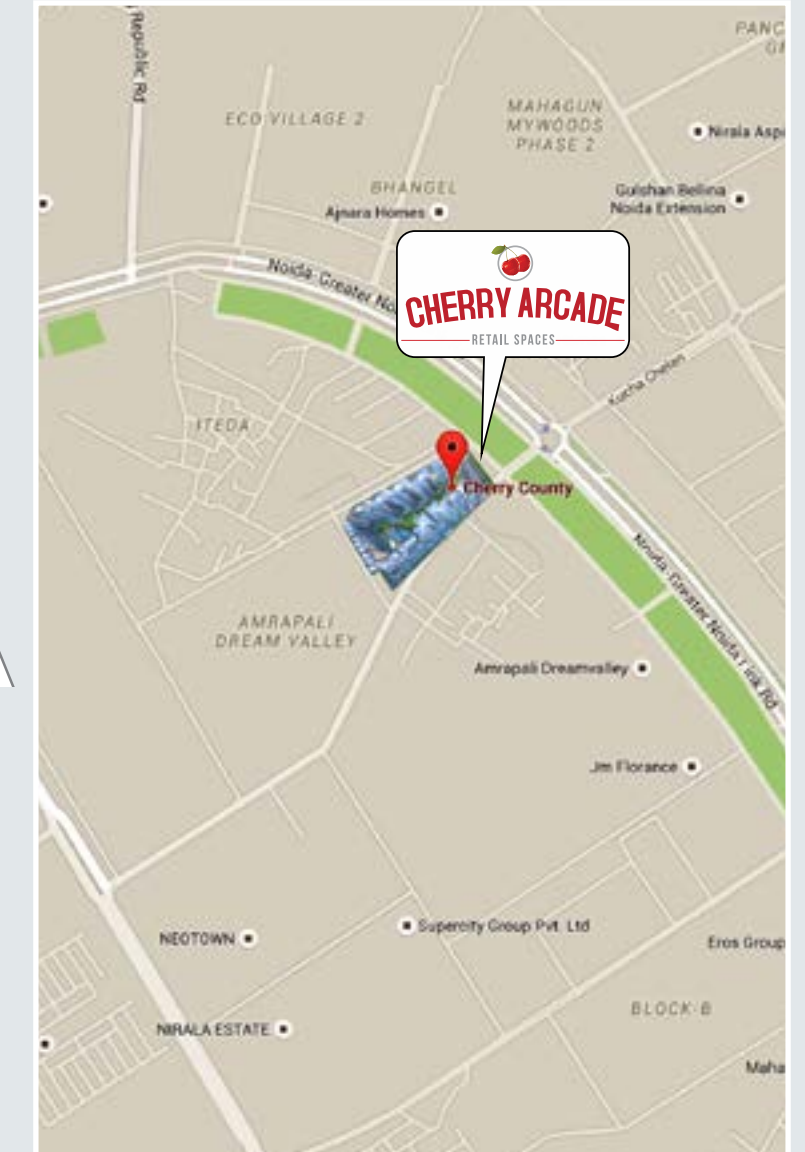 Republic Rd
PANC
ECO VILLAGE 2
MAHAGUN
MYWOODS
PHASE 2
Nirala Aspi
BHANGEL
Ajnara Homes
Gulshan Bellina
Noida Extension
Noida-Greater No
CHERRY ARCADE
RETAIL SPACES
Kucha Chelan
ITEDA
Cherry County
AMRAPALI
DREAM VALLEY
Noida-Greater Noida Link Rd
Amrapali Dreamvalley
Jm Florance
Supercity Group Pvt. Ltd
NEOTOWN
Eros Group
BLOCK-B
NIRALA ESTATE
Maha